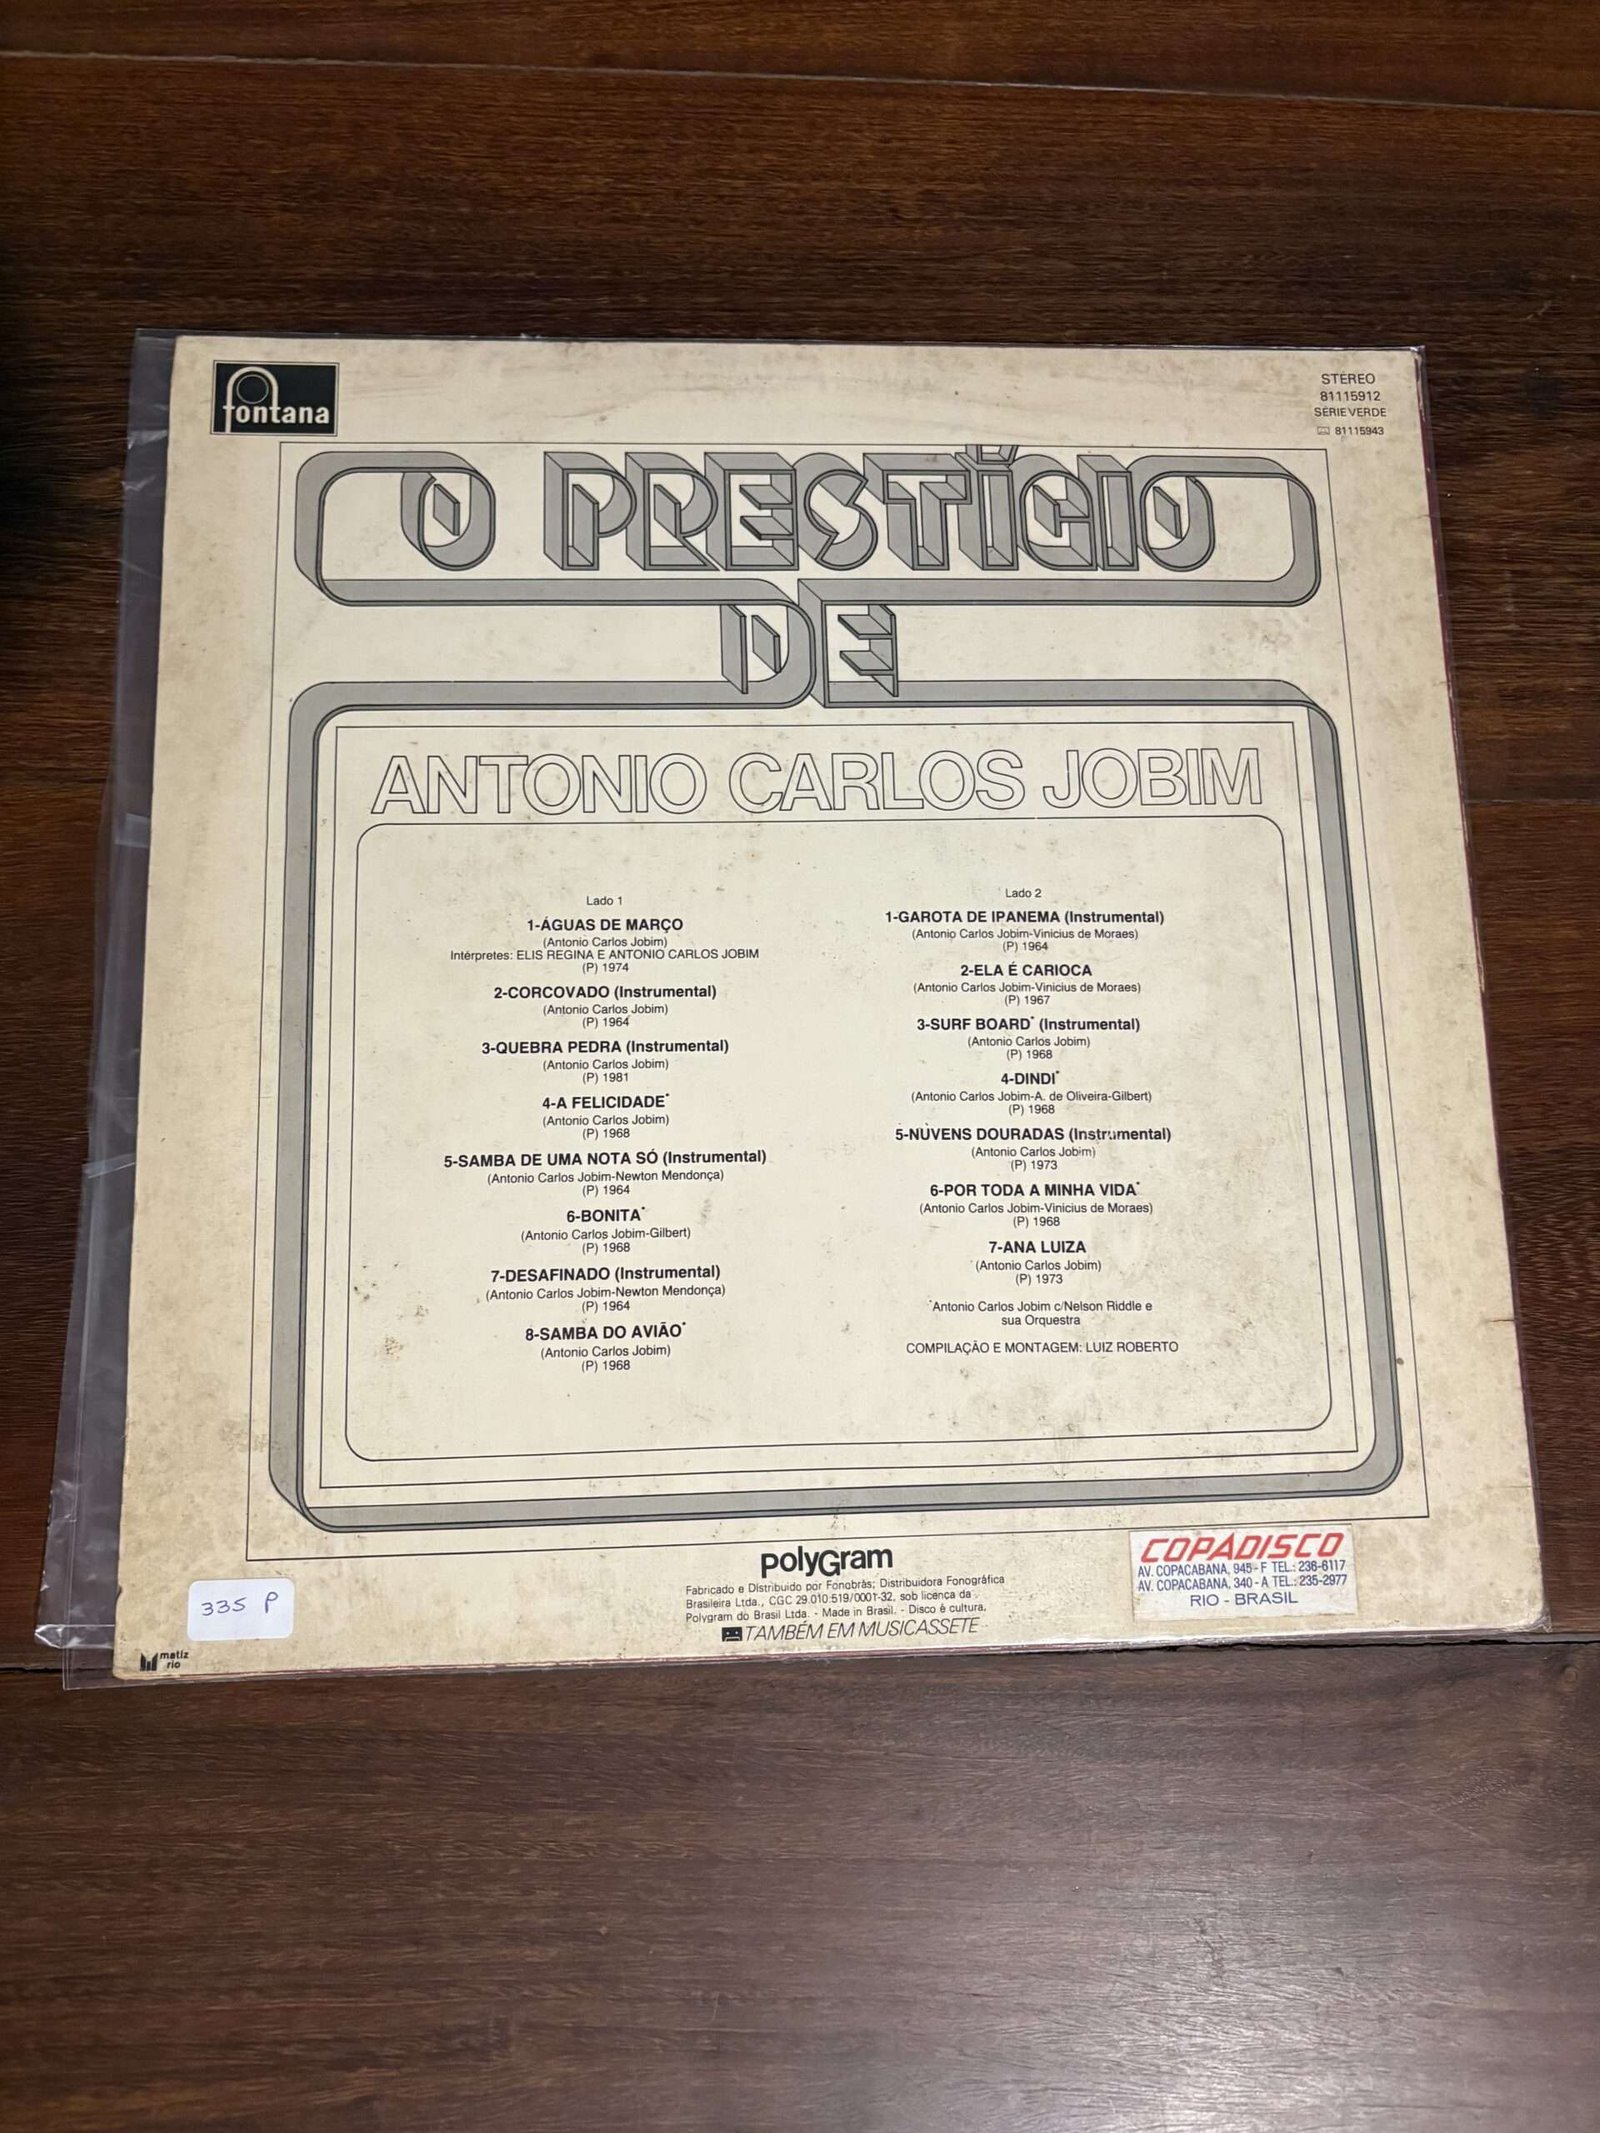 fontana
STÉREO
81115912
SÉRIE VERDE
81115943
O PRESTÍGIO
DE
ANTONIO CARLOS JOBIM
Lado 1
1-ÁGUAS DE MARÇO
(Antonio Carlos Jobim)
Intérpretes: ELIS REGINA E ANTONIO CARLOS JOBIM
(P) 1974
2-CORCOVADO (Instrumental)
(Antonio Carlos Jobim)
(P) 1964
3-QUEBRA PEDRA (Instrumental)
(Antonio Carlos Jobim)
(P) 1981
4-A FELICIDADE*
(Antonio Carlos Jobim)
(P) 1968
5-SAMBA DE UMA NOTA SÓ (Instrumental)
(Antonio Carlos Jobim-Newton Mendonça)
(P) 1964
6-BONITA*
(Antonio Carlos Jobim-Gilbert)
(P) 1968
7-DESAFINADO (Instrumental)
(Antonio Carlos Jobim-Newton Mendonça)
(P) 1964
8-SAMBA DO AVIÃO*
(Antonio Carlos Jobim)
(P) 1968
Lado 2
1-GAROTA DE IPANEMA (Instrumental)
(Antonio Carlos Jobim-Vinicius de Moraes)
(P) 1964
2-ELA É CARIOCA
(Antonio Carlos Jobim-Vinicius de Moraes)
(P) 1967
3-SURF BOARD* (Instrumental)
(Antonio Carlos Jobim)
(P) 1968
4-DINDI*
(Antonio Carlos Jobim-A. de Oliveira-Gilbert)
(P) 1968
5-NUVENS DOURADAS (Instrumental)
(Antonio Carlos Jobim)
(P) 1973
6-POR TODA A MINHA VIDA*
(Antonio Carlos Jobim-Vinicius de Moraes)
(P) 1968
7-ANA LUIZA
(Antonio Carlos Jobim)
(P) 1973
*Antonio Carlos Jobim c/Nelson Riddle e
sua Orquestra
COMPILAÇÃO E MONTAGEM: LUIZ ROBERTO
polyGram
Fabricado e Distribuido por Fonobrás; Distribuidora Fonográfica
Brasileira Ltda., CGC 29.010.519/0001-32, sob licença da
Polygram do Brasil Ltda. - Made in Brasil. - Disco é cultura.
TAMBÉM EM MUSICASSETE
COPADISCO
AV. COPACABANA, 945 - F TEL.: 236-6117
AV. COPACABANA, 340 - A TEL.: 235-2977
RIO - BRASIL
335 P
matiz
rio